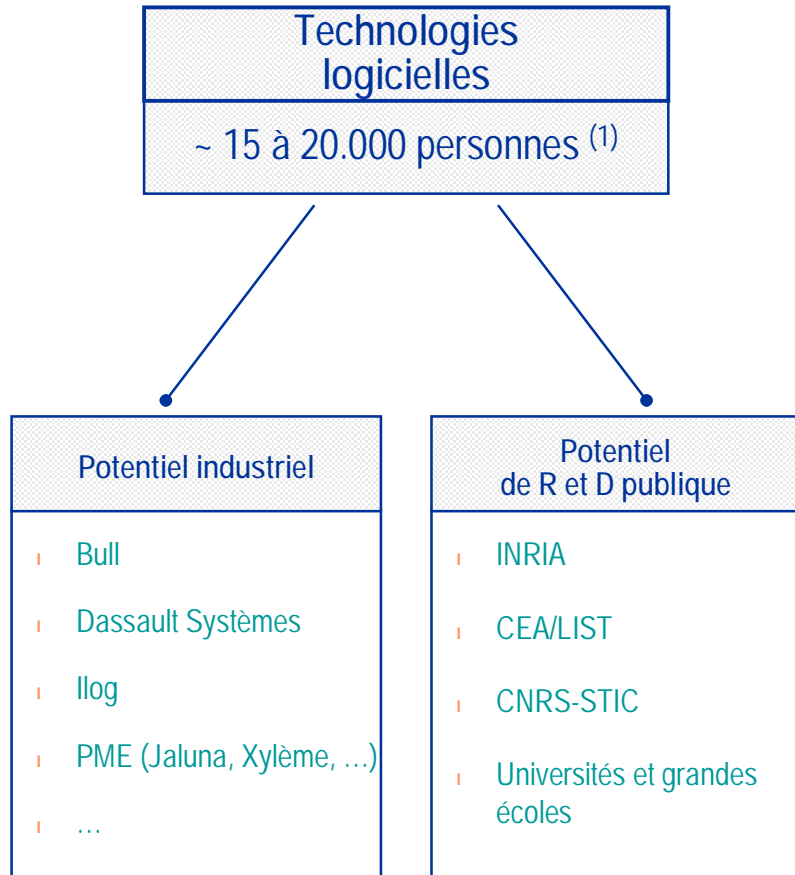 Technologies
logicielles
~ 15 à 20.000 personnes (1)
Potentiel industriel
Bull
Dassault Systèmes
Ilog
PME (Jaluna, Xylème, …)
…
Potentiel
de R et D publique
INRIA
CEA/LIST
CNRS-STIC
Universités et grandes
écoles